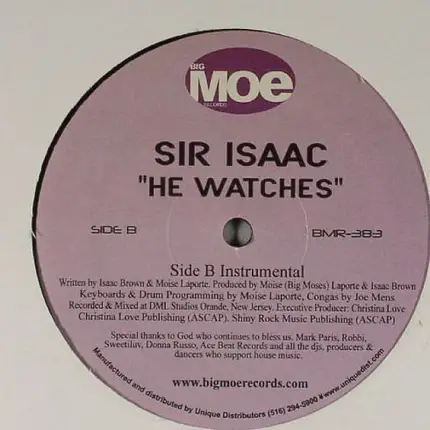 BIG
MOE
RECORDS
SIR ISAAC
"HE WATCHES"
SIDE B
BMR-383
Side B Instrumental
Written by Isaac Brown & Moise Laporte. Produced by Moise (Big Moses) Laporte & Isaac Brown
Keyboards & Drum Programming by Moise Laporte, Congas by Joe Mens.
Recorded & Mixed at DML Studios Orande, New Jersey. Executive Producer: Christina Love
Christina Love Publishing (ASCAP). Shiny Rock Music Publishing (ASCAP)
Special thanks to God who continues to bless us. Mark Paris, Robbi,
Sweetiluv, Donna Russo, Ace Beat Records and all the djs, producers &
dancers who support house music.
www.bigmoerecords.com
Manufactured and distributed by Unique Distributors (516) 294-5900 ¥ www.uniquedist.com